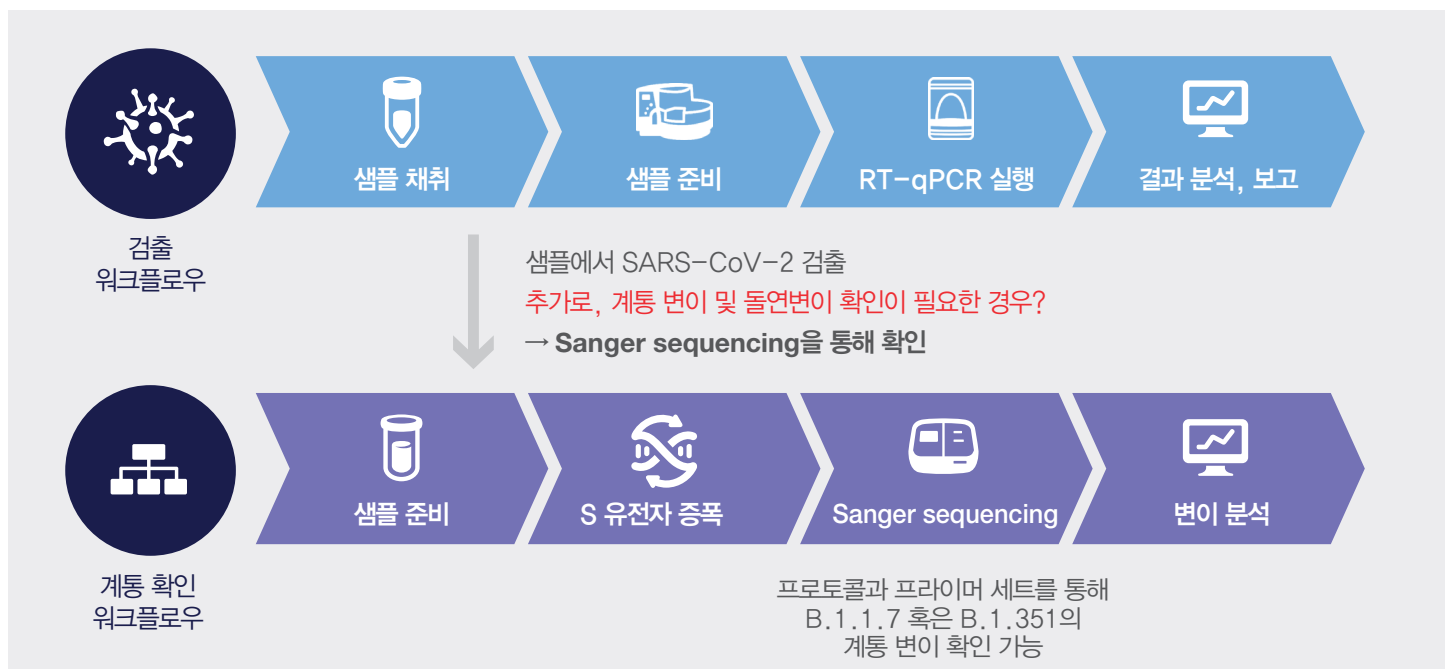 샘플 채취
샘플 준비
RT-qPCR 실행
결과 분석, 보고
검출
워크플로우
샘플에서 SARS-CoV-2 검출
추가로, 계통 변이 및 돌연변이 확인이 필요한 경우?
→ Sanger sequencing을 통해 확인
샘플 준비
S 유전자 증폭
Sanger sequencing
변이 분석
계통 확인
워크플로우
프로토콜과 프라이머 세트를 통해
B.1.1.7 혹은 B.1.351의
계통 변이 확인 가능